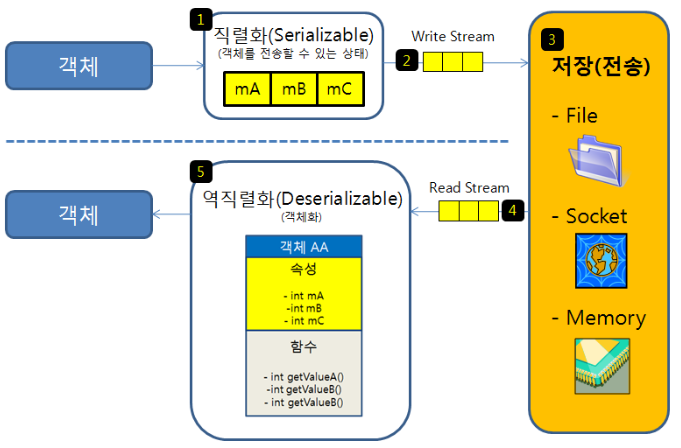 1
직렬화(Serializable)
(객체를 전송할 수 있는 상태)
객체
mA mB mC
Write Stream
2
3
저장(전송)
- File
- Socket
- Memory
Read Stream
4
5
역직렬화(Deserializable)
(객체화)
객체
객체 AA
속성
- int mA
-int mB
- int mC
함수
- int getValueA()
-int getValueB()
- int getValueB()